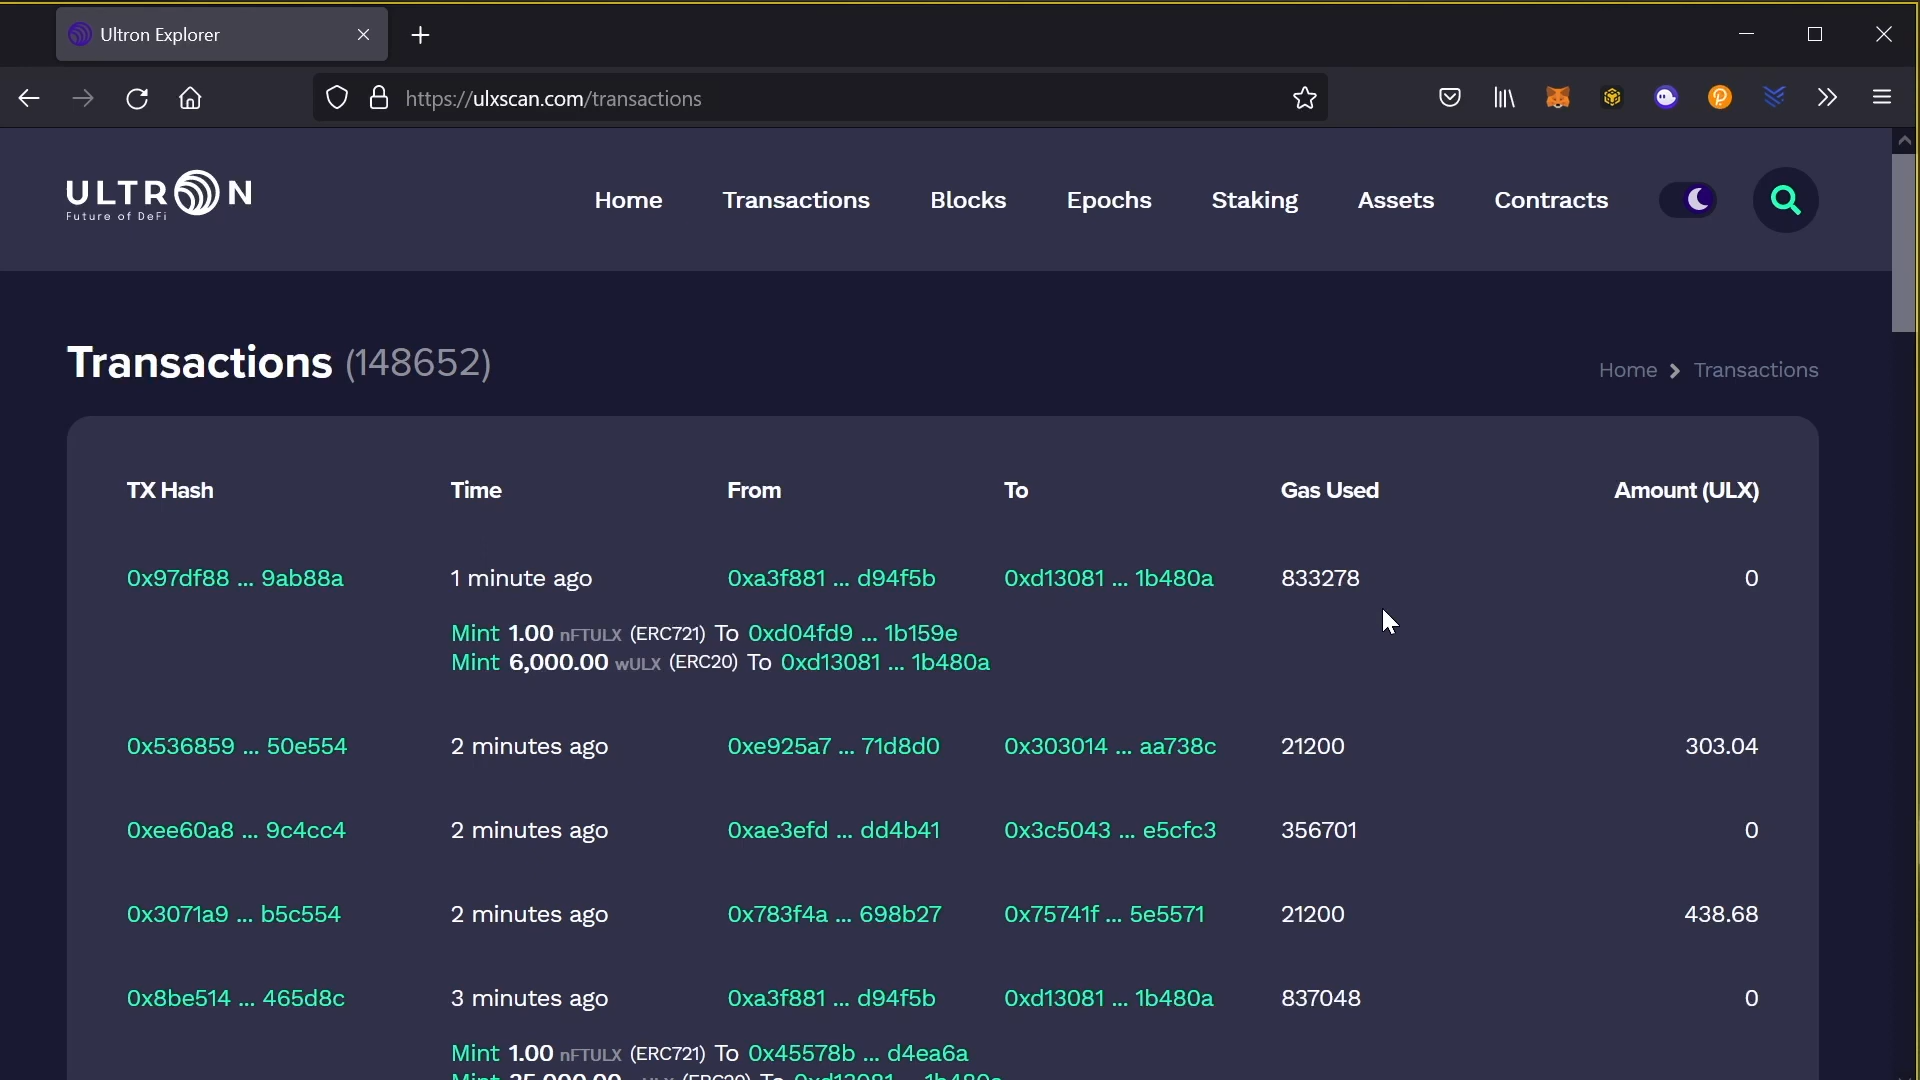 Ultron Explorer
https://ulxscan.com/transactions
ULTRON
Future of DeFi
Home Transactions Blocks Epochs Staking Assets Contracts
Transactions (148652)
Home Transactions
TX Hash Time From To Gas Used Amount (ULX)
0x97df88 ... 9ab88a 1 minute ago 0xa3f881 ... d94f5b 0xd13081 ... 1b480a 833278 0
Mint 1.00 nFTULX (ERC721) To 0xd04fd9 ... 1b159e
Mint 6,000.00 wULX (ERC20) To 0xd13081 ... 1b480a
0x536859 ... 50e554 2 minutes ago 0xe925a7 ... 71d8d0 0x303014 ... aa738c 21200 303.04
0xee60a8 ... 9c4cc4 2 minutes ago 0xae3efd ... dd4b41 0x3c5043 ... e5cfc3 356701 0
0x3071a9 ... b5c554 2 minutes ago 0x783f4a ... 698b27 0x75741f ... 5e5571 21200 438.68
0x8be514 ... 465d8c 3 minutes ago 0xa3f881 ... d94f5b 0xd13081 ... 1b480a 837048 0
Mint 1.00 nFTULX (ERC721) To 0x45578b ... d4ea6a